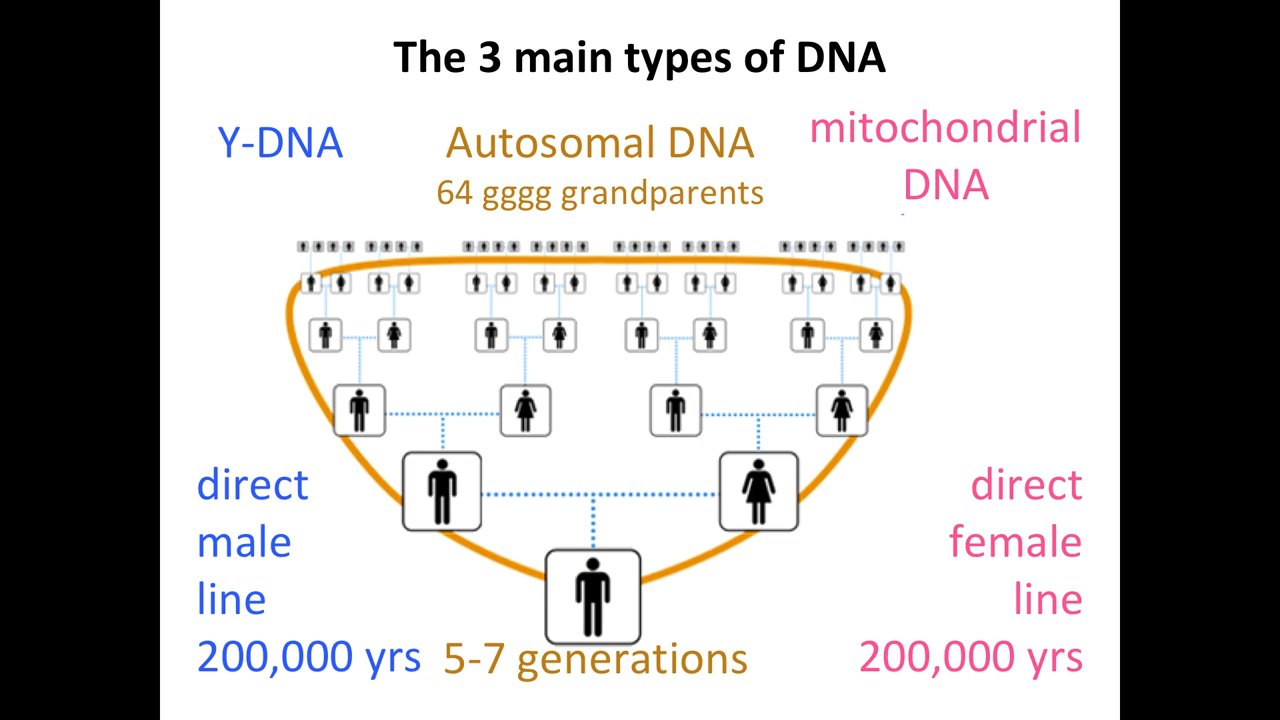 The 3 main types of DNA
Y-DNA
Autosomal DNA
64 gggg grandparents
mitochondrial
DNA
direct
male
line
200,000 yrs
5-7 generations
direct
female
line
200,000 yrs